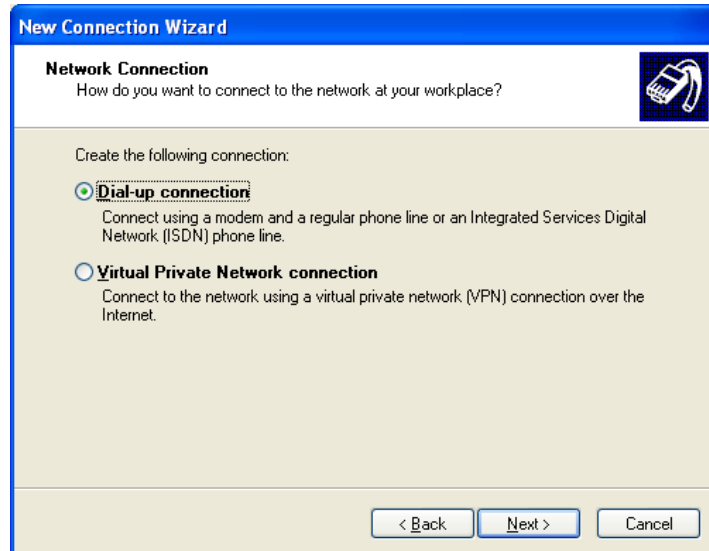 New Connection Wizard
Network Connection
How do you want to connect to the network at your workplace?
Create the following connection:
Dial-up connection
Connect using a modem and a regular phone line or an Integrated Services Digital
Network (ISDN) phone line.
Virtual Private Network connection
Connect to the network using a virtual private network (VPN) connection over the
Internet.
< Back
Next >
Cancel